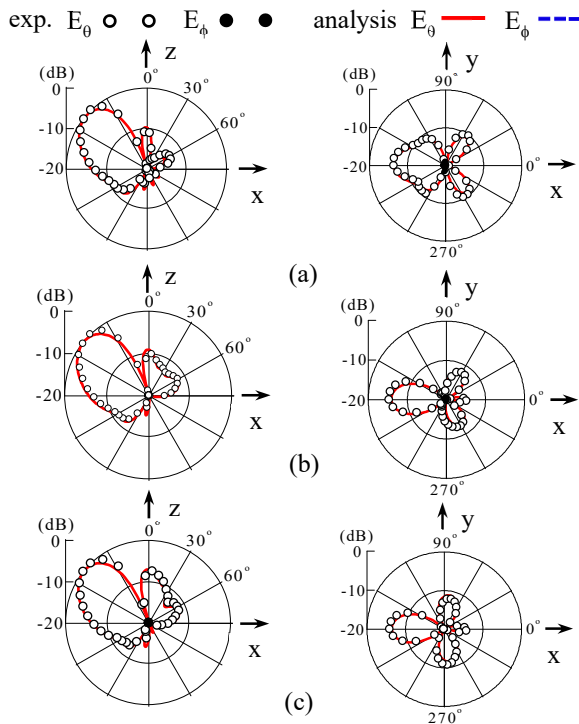 exp. Eθ Eϕ analysis Eθ Eϕ
z
(dB) 0° 30° 60°
0
-10
-20
x
y
(dB) 90°
0
-10
-20 0°
x
270°
(a)
z
(dB) 0° 30° 60°
0
-10
-20
x
y
(dB) 90°
0
-10
-20 0°
x
270°
(b)
z
(dB) 0° 30° 60°
0
-10
-20
x
y
(dB) 90°
0
-10
-20 0°
x
270°
(c)